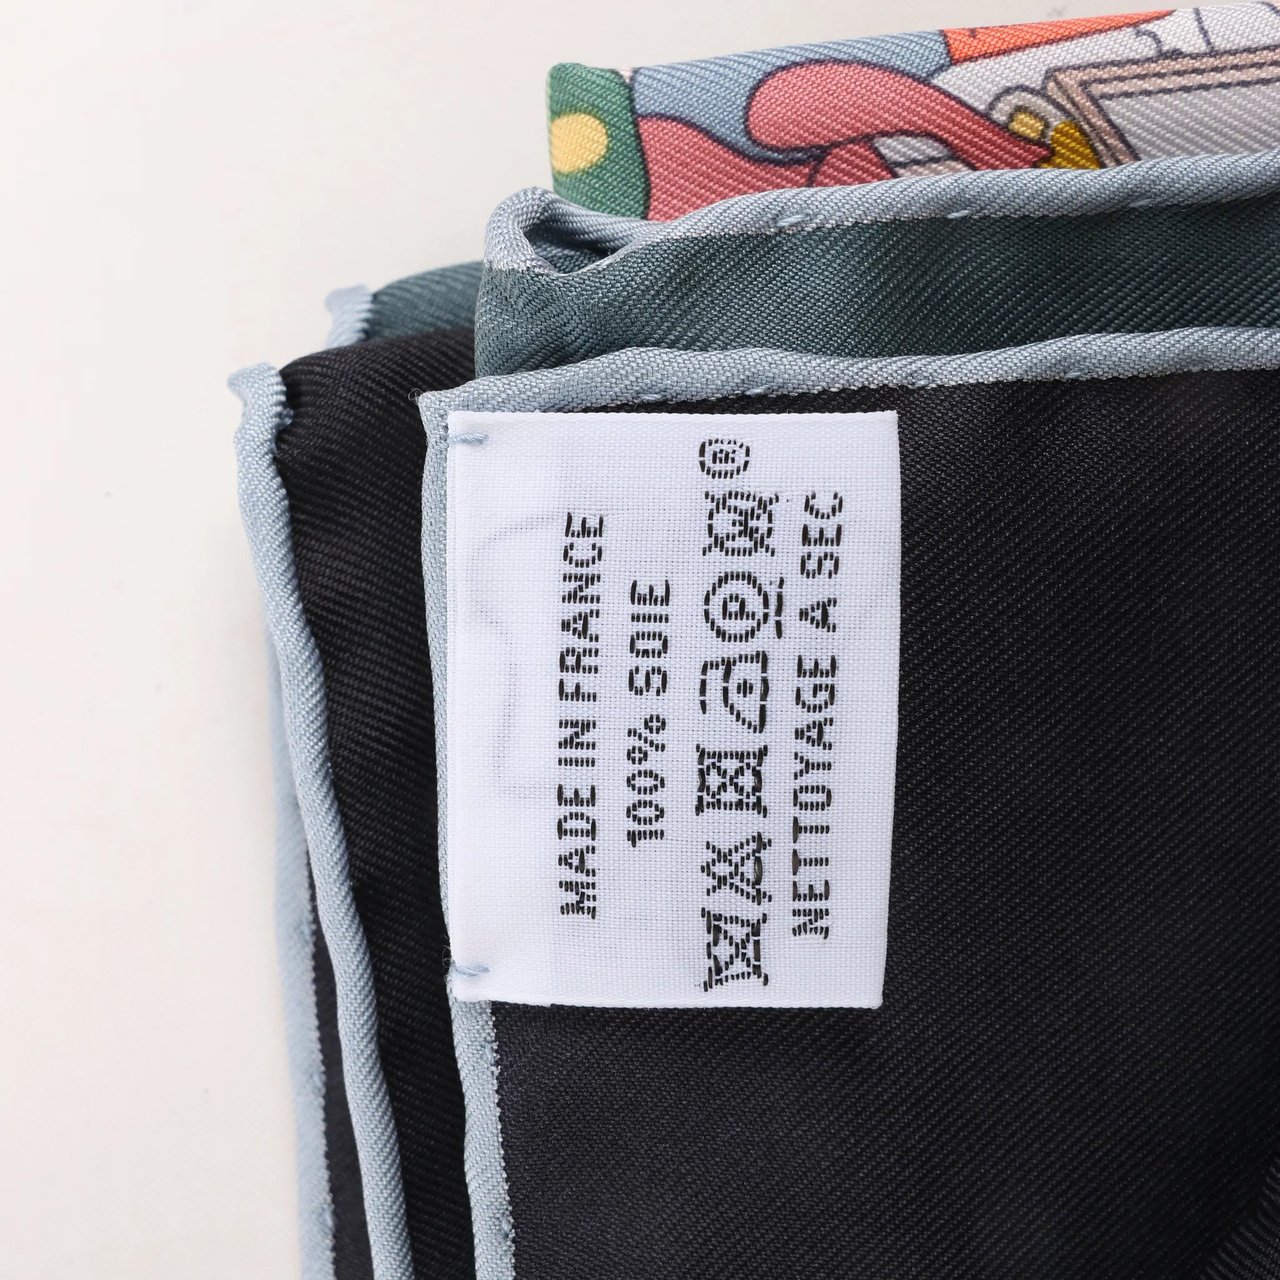 MADE IN FRANCE
100% SOIE
P W ®
NETTOYAGE A SEC